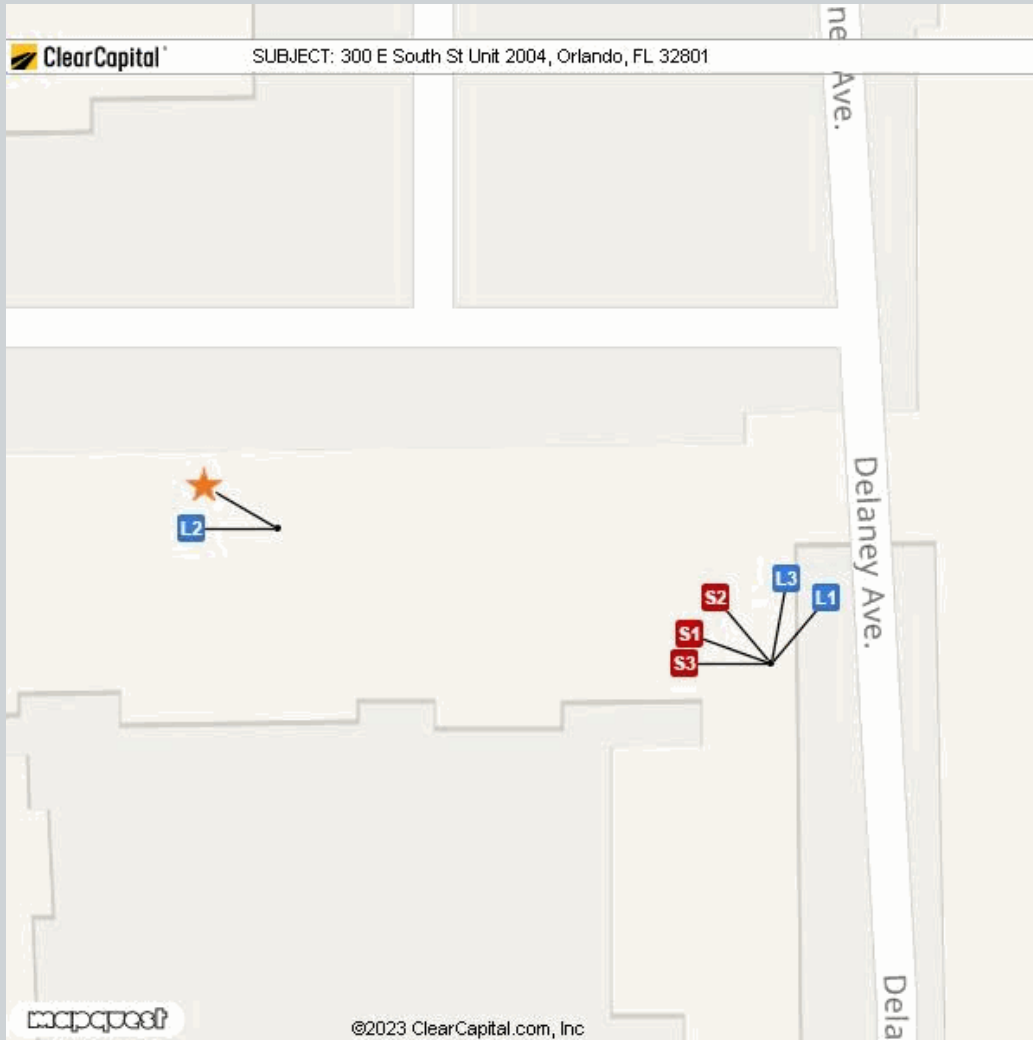 ne Ave.
ClearCapital
SUBJECT: 300 E South St Unit 2004, Orlando, FL 32801
Delaney Ave.
L2
L3
S2
L1
S1
S3
Dela
mapquest
©2023 ClearCapital.com, Inc